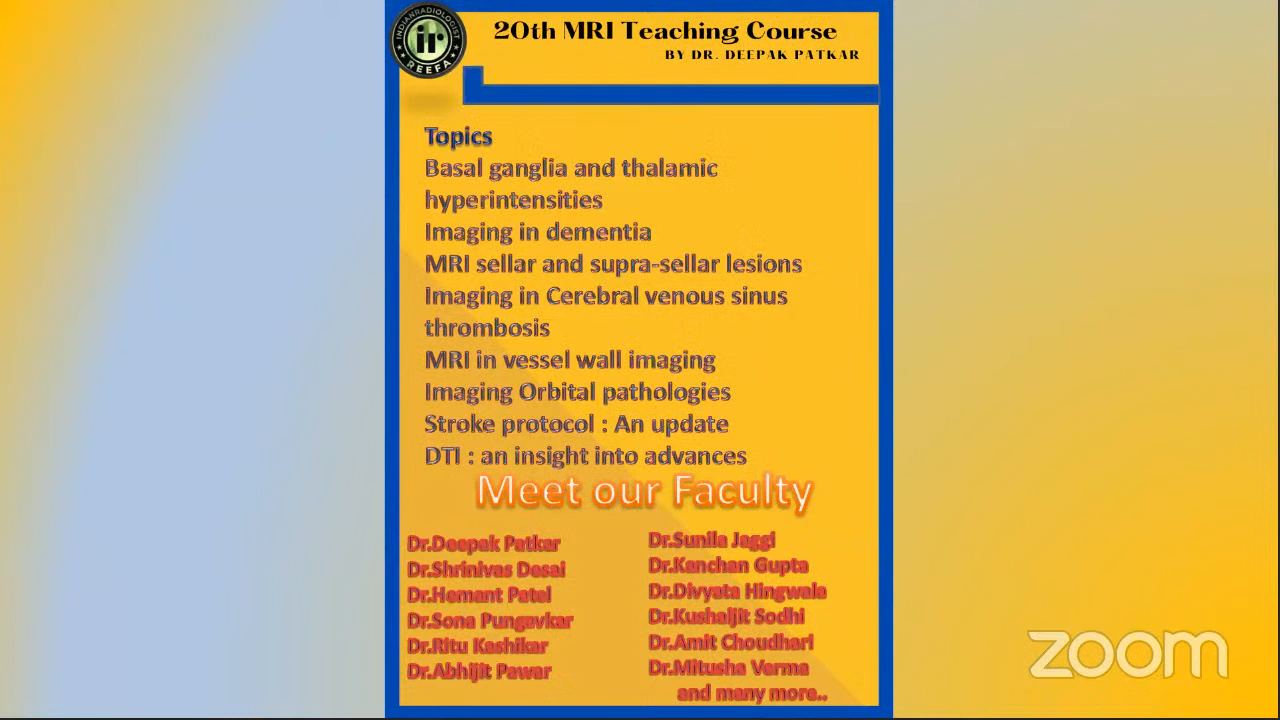 INDIANRADIOLOGIST
ir
REEFA
20th MRI Teaching Course
BY DR. DEEPAK PATKAR
Topics
Basal ganglia and thalamic
hyperintensities
Imaging in dementia
MRI sellar and supra-sellar lesions
Imaging in Cerebral venous sinus
thrombosis
MRI in vessel wall imaging
Imaging Orbital pathologies
Stroke protocol : An update
DTI : an insight into advances
Meet our Faculty
Dr.Deepak Patkar
Dr.Shrinivas Desai
Dr.Hemant Patel
Dr.Sona Pungavkar
Dr.Ritu Kashikar
Dr.Abhijit Pawar
Dr.Sunila Jaggi
Dr.Kanchan Gupta
Dr.Divyata Hingwala
Dr.Kushaljit Sodhi
Dr.Amit Choudhari
Dr.Mitusha Verma
and many more..
zoom